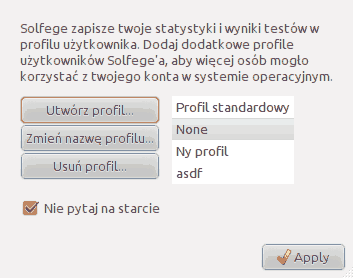 Solfege zapisze twoje statystyki i wyniki testów w
profilu użytkownika. Dodaj dodatkowe profile
użytkowników Solfege'a, aby więcej osób mogło
korzystać z twojego konta w systemie operacyjnym.
Utwórz profil...
Zmień nazwę profilu...
Usuń profil...
Profil standardowy
None
Ny profil
asdf
Nie pytaj na starcie
Apply